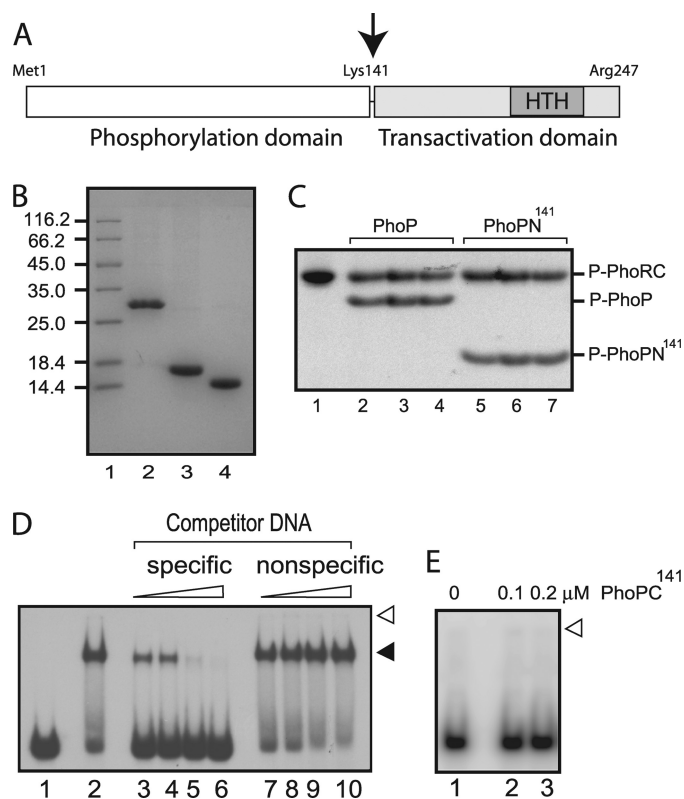 A
Met1 Lys141 Arg247
HTH
Phosphorylation domain Transactivation domain
B
116.2
66.2
45.0
35.0
25.0
18.4
14.4
1 2 3 4
C
PhoP PhoPN141
P-PhoRC
P-PhoP
P-PhoPN141
1 2 3 4 5 6 7
D
Competitor DNA
specific nonspecific
1 2 3 4 5 6 7 8 9 10
E
0 0.1 0.2 μM PhoPC141
1 2 3